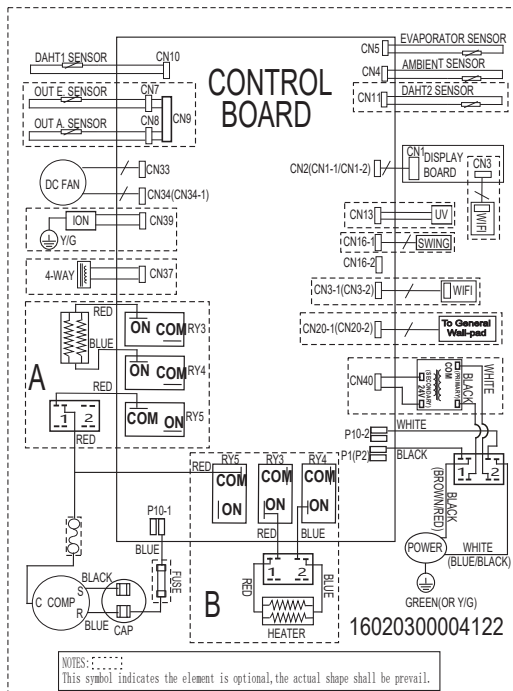 DAHT1 SENSOR
CN10
OUT E. SENSOR
CN7
OUT A. SENSOR
CN8
CN9
CONTROL
BOARD
EVAPORATOR SENSOR
CN5
AMBIENT SENSOR
CN4
DAHT2 SENSOR
CN11
DC FAN
CN33
CN34(CN34-1)
ION
CN39
Y/G
4-WAY
CN37
CN2(CN1-1/CN1-2)
CN1
DISPLAY
BOARD
CN3
WIFI
CN13
UV
CN16-1
SWING
CN16-2
CN3-1(CN3-2)
WIFI
CN20-1(CN20-2)
To General
Wall-pad
CN40
24V
(SECONDARY)
COM
(PRIMARY)
WHITE
BLACK
A
RED
ON
COM
RY3
BLUE
ON
COM
RY4
RED
COM
ON
RY5
1 2
RED
P10-2
WHITE
P1(P2)
BLACK
1 2
BLACK
(BROWN/RED)
POWER
WHITE
(BLUE/BLACK)
GREEN(OR Y/G)
RED
RY5
COM
ON
RY3
COM
ON
RY4
COM
ON
RED
BLUE
1 2
RED
BLUE
B
HEATER
P10-1
BLUE
FUSE
C COMP
S
R
BLACK
BLUE
CAP
16020300004122
NOTES:
This symbol indicates the element is optional,the actual shape shall be prevail.